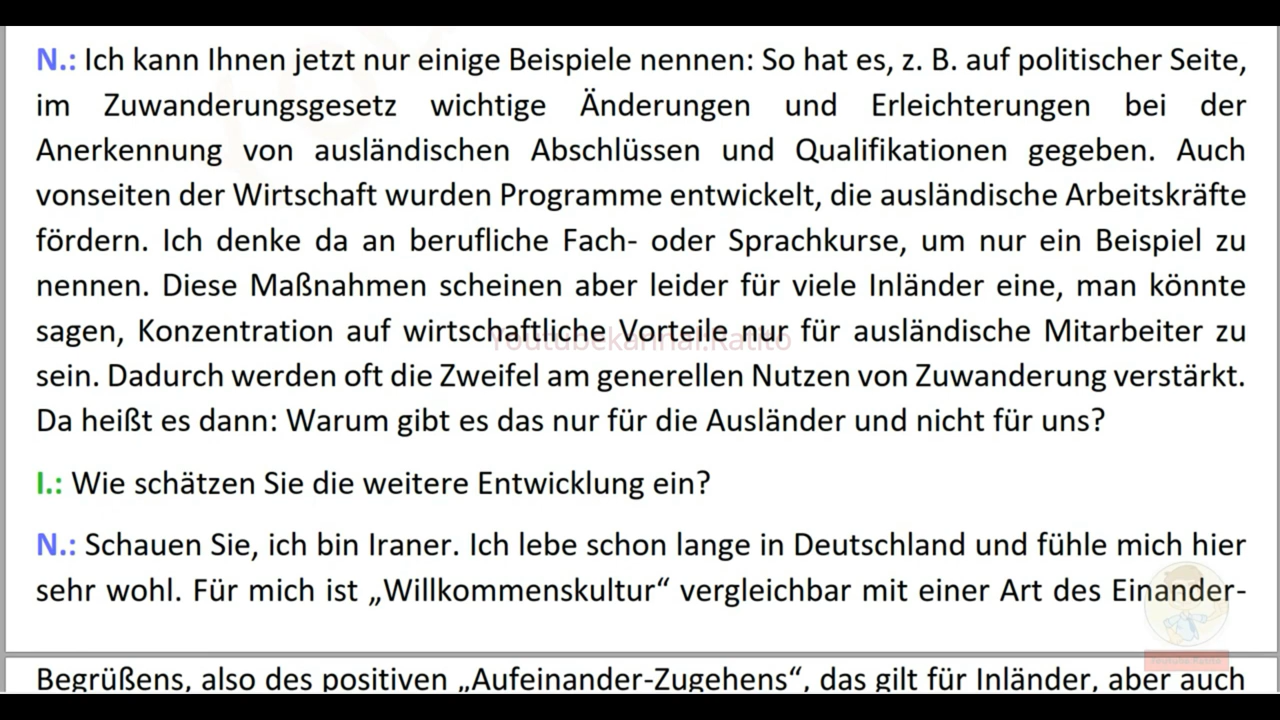 N.: Ich kann Ihnen jetzt nur einige Beispiele nennen: So hat es, z. B. auf politischer Seite,
im Zuwanderungsgesetz wichtige Änderungen und Erleichterungen bei der
Anerkennung von ausländischen Abschlüssen und Qualifikationen gegeben. Auch
vonseiten der Wirtschaft wurden Programme entwickelt, die ausländische Arbeitskräfte
fördern. Ich denke da an berufliche Fach- oder Sprachkurse, um nur ein Beispiel zu
nennen. Diese Maßnahmen scheinen aber leider für viele Inländer eine, man könnte
sagen, Konzentration auf wirtschaftliche Vorteile nur für ausländische Mitarbeiter zu
Youtubekannal:Ratito
sein. Dadurch werden oft die Zweifel am generellen Nutzen von Zuwanderung verstärkt.
Da heißt es dann: Warum gibt es das nur für die Ausländer und nicht für uns?
I.: Wie schätzen Sie die weitere Entwicklung ein?
N.: Schauen Sie, ich bin Iraner. Ich lebe schon lange in Deutschland und fühle mich hier
sehr wohl. Für mich ist „Willkommenskultur“ vergleichbar mit einer Art des Einander-
Youtube:Ratito
Begrüßens, also des positiven „Aufeinander-Zugehens“, das gilt für Inländer, aber auch